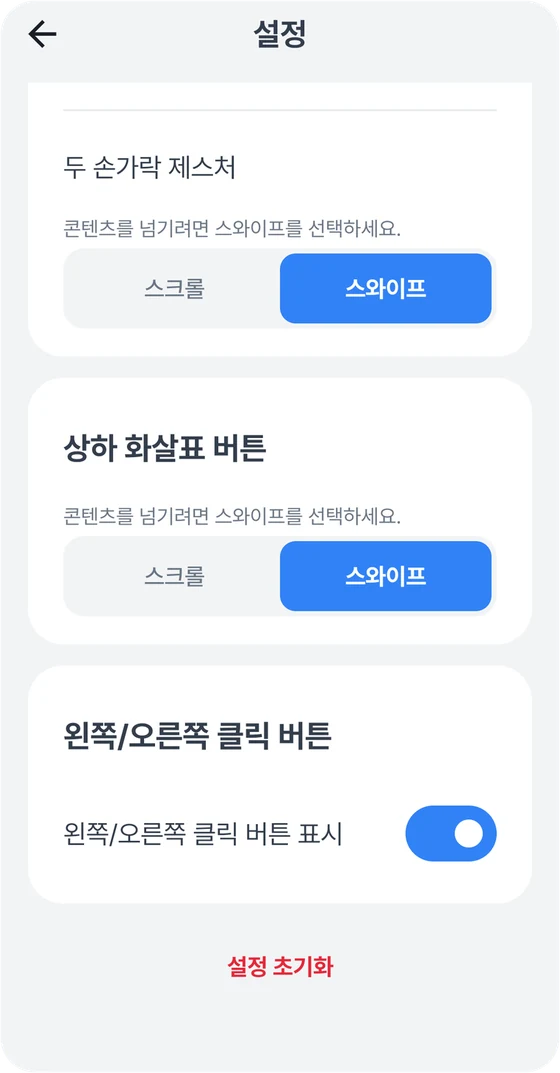 설정
두 손가락 제스처
콘텐츠를 넘기려면 스와이프를 선택하세요.
스크롤 스와이프
상하 화살표 버튼
콘텐츠를 넘기려면 스와이프를 선택하세요.
스크롤 스와이프
왼쪽/오른쪽 클릭 버튼
왼쪽/오른쪽 클릭 버튼 표시
설정 초기화